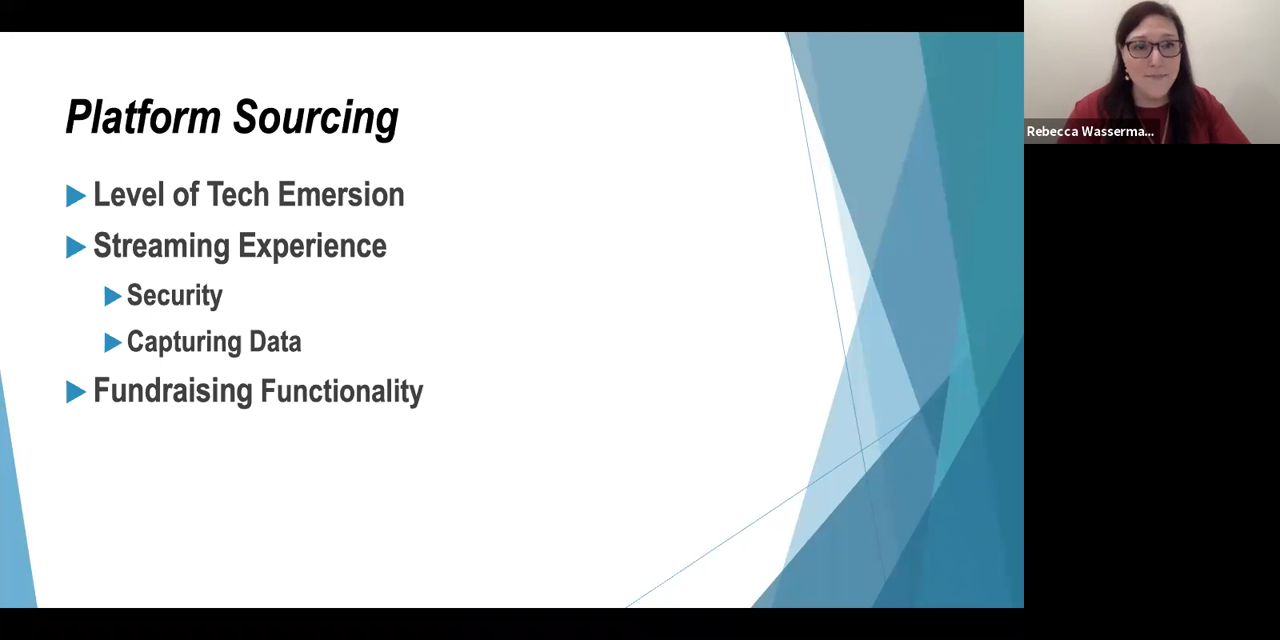 Platform Sourcing
Level of Tech Emersion
Streaming Experience
Security
Capturing Data
Fundraising Functionality
Rebecca Wasserma...